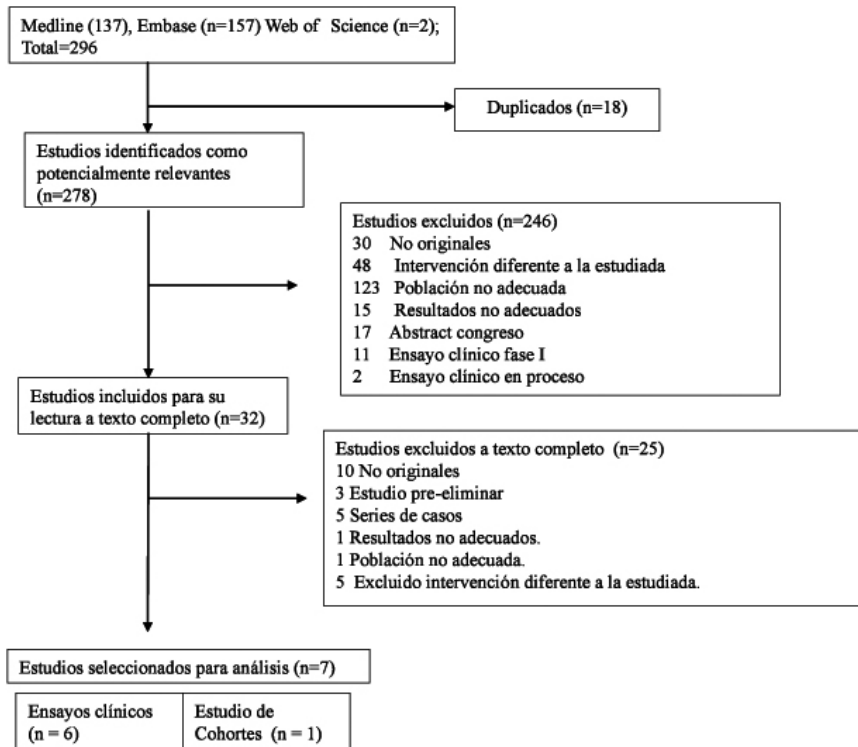 Medline (137), Embase (n=157) Web of Science (n=2);
Total=296
Duplicados (n=18)
Estudios identificados como
potencialmente relevantes
(n=278)
Estudios excluidos (n=246)
30 No originales
48 Intervención diferente a la estudiada
123 Población no adecuada
15 Resultados no adecuados
17 Abstract congreso
11 Ensayo clínico fase I
2 Ensayo clínico en proceso
Estudios incluidos para su
lectura a texto completo (n=32)
Estudios excluidos a texto completo (n=25)
10 No originales
3 Estudio pre-eliminar
5 Series de casos
1 Resultados no adecuados.
1 Población no adecuada.
5 Excluido intervención diferente a la estudiada.
Estudios seleccionados para análisis (n=7)
Ensayos clínicos
(n = 6)
Estudio de
Cohortes (n = 1)